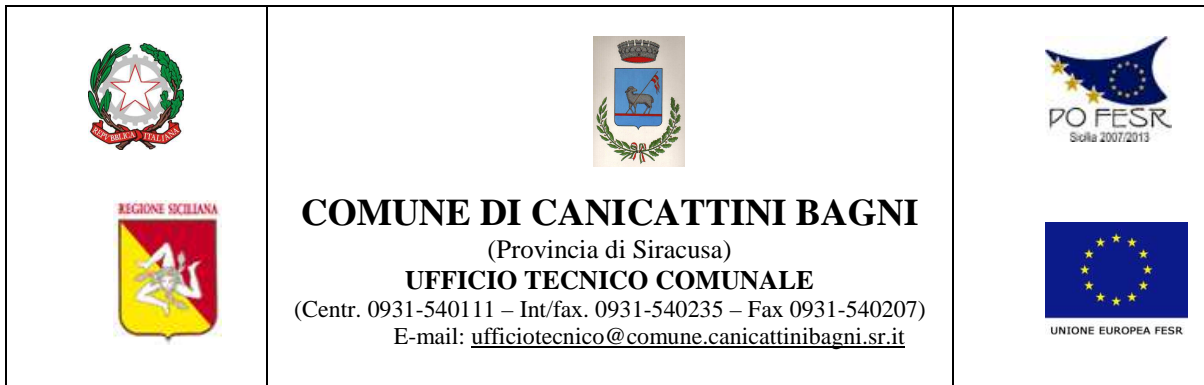 REPVBBLICA ITALIANA
REGIONE SICILIANA
COMUNE DI CANICATTINI BAGNI
(Provincia di Siracusa)
UFFICIO TECNICO COMUNALE
(Centr. 0931-540111 – Int/fax. 0931-540235 – Fax 0931-540207)
E-mail: ufficiotecnico@comune.canicattinibagni.sr.it
PO FESR
Sicilia 2007/2013
UNIONE EUROPEA FESR